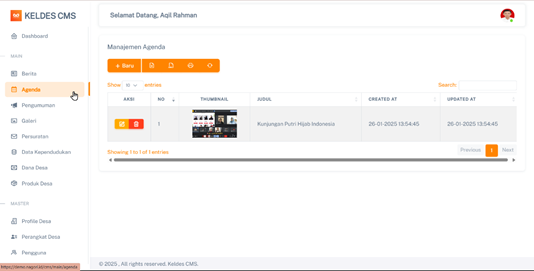 KELDES CMS
Selamat Datang, Aqil Rahman
Dashboard
MAIN
Berita
Agenda
Pengumuman
Galeri
Persuratan
Data Kependudukan
Dana Desa
Produk Desa
MASTER
Profile Desa
Perangkat Desa
Pengguna
Manajemen Agenda
+ Baru
Show 10 entries
Search:
AKSI NO THUMBNAIL JUDUL CREATED AT UPDATED AT
1 Kunjungan Putri Hijab Indonesia 26-01-2025 13:54:45 26-01-2025 13:54:45
Showing 1 to 1 of 1 entries
Previous 1 Next
© 2025 , All rights reserved. Keldes CMS.